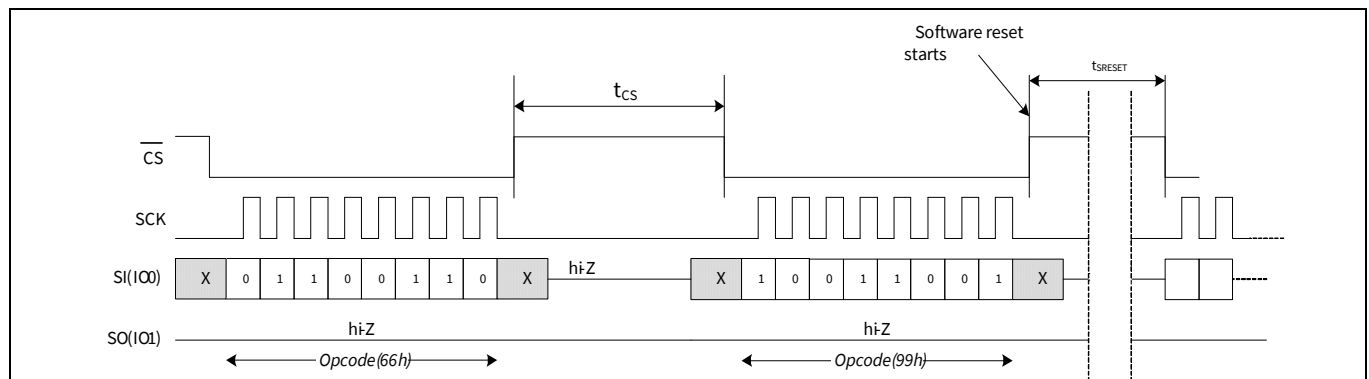 Software reset
starts
tSRESET
tCS
CS
SCK
SI(IO0) X 0 1 1 0 0 1 1 0 X hi-Z X 1 0 0 1 1 0 0 1 X
SO(IO1) hi-Z hi-Z
Opcode(66h) Opcode(99h)